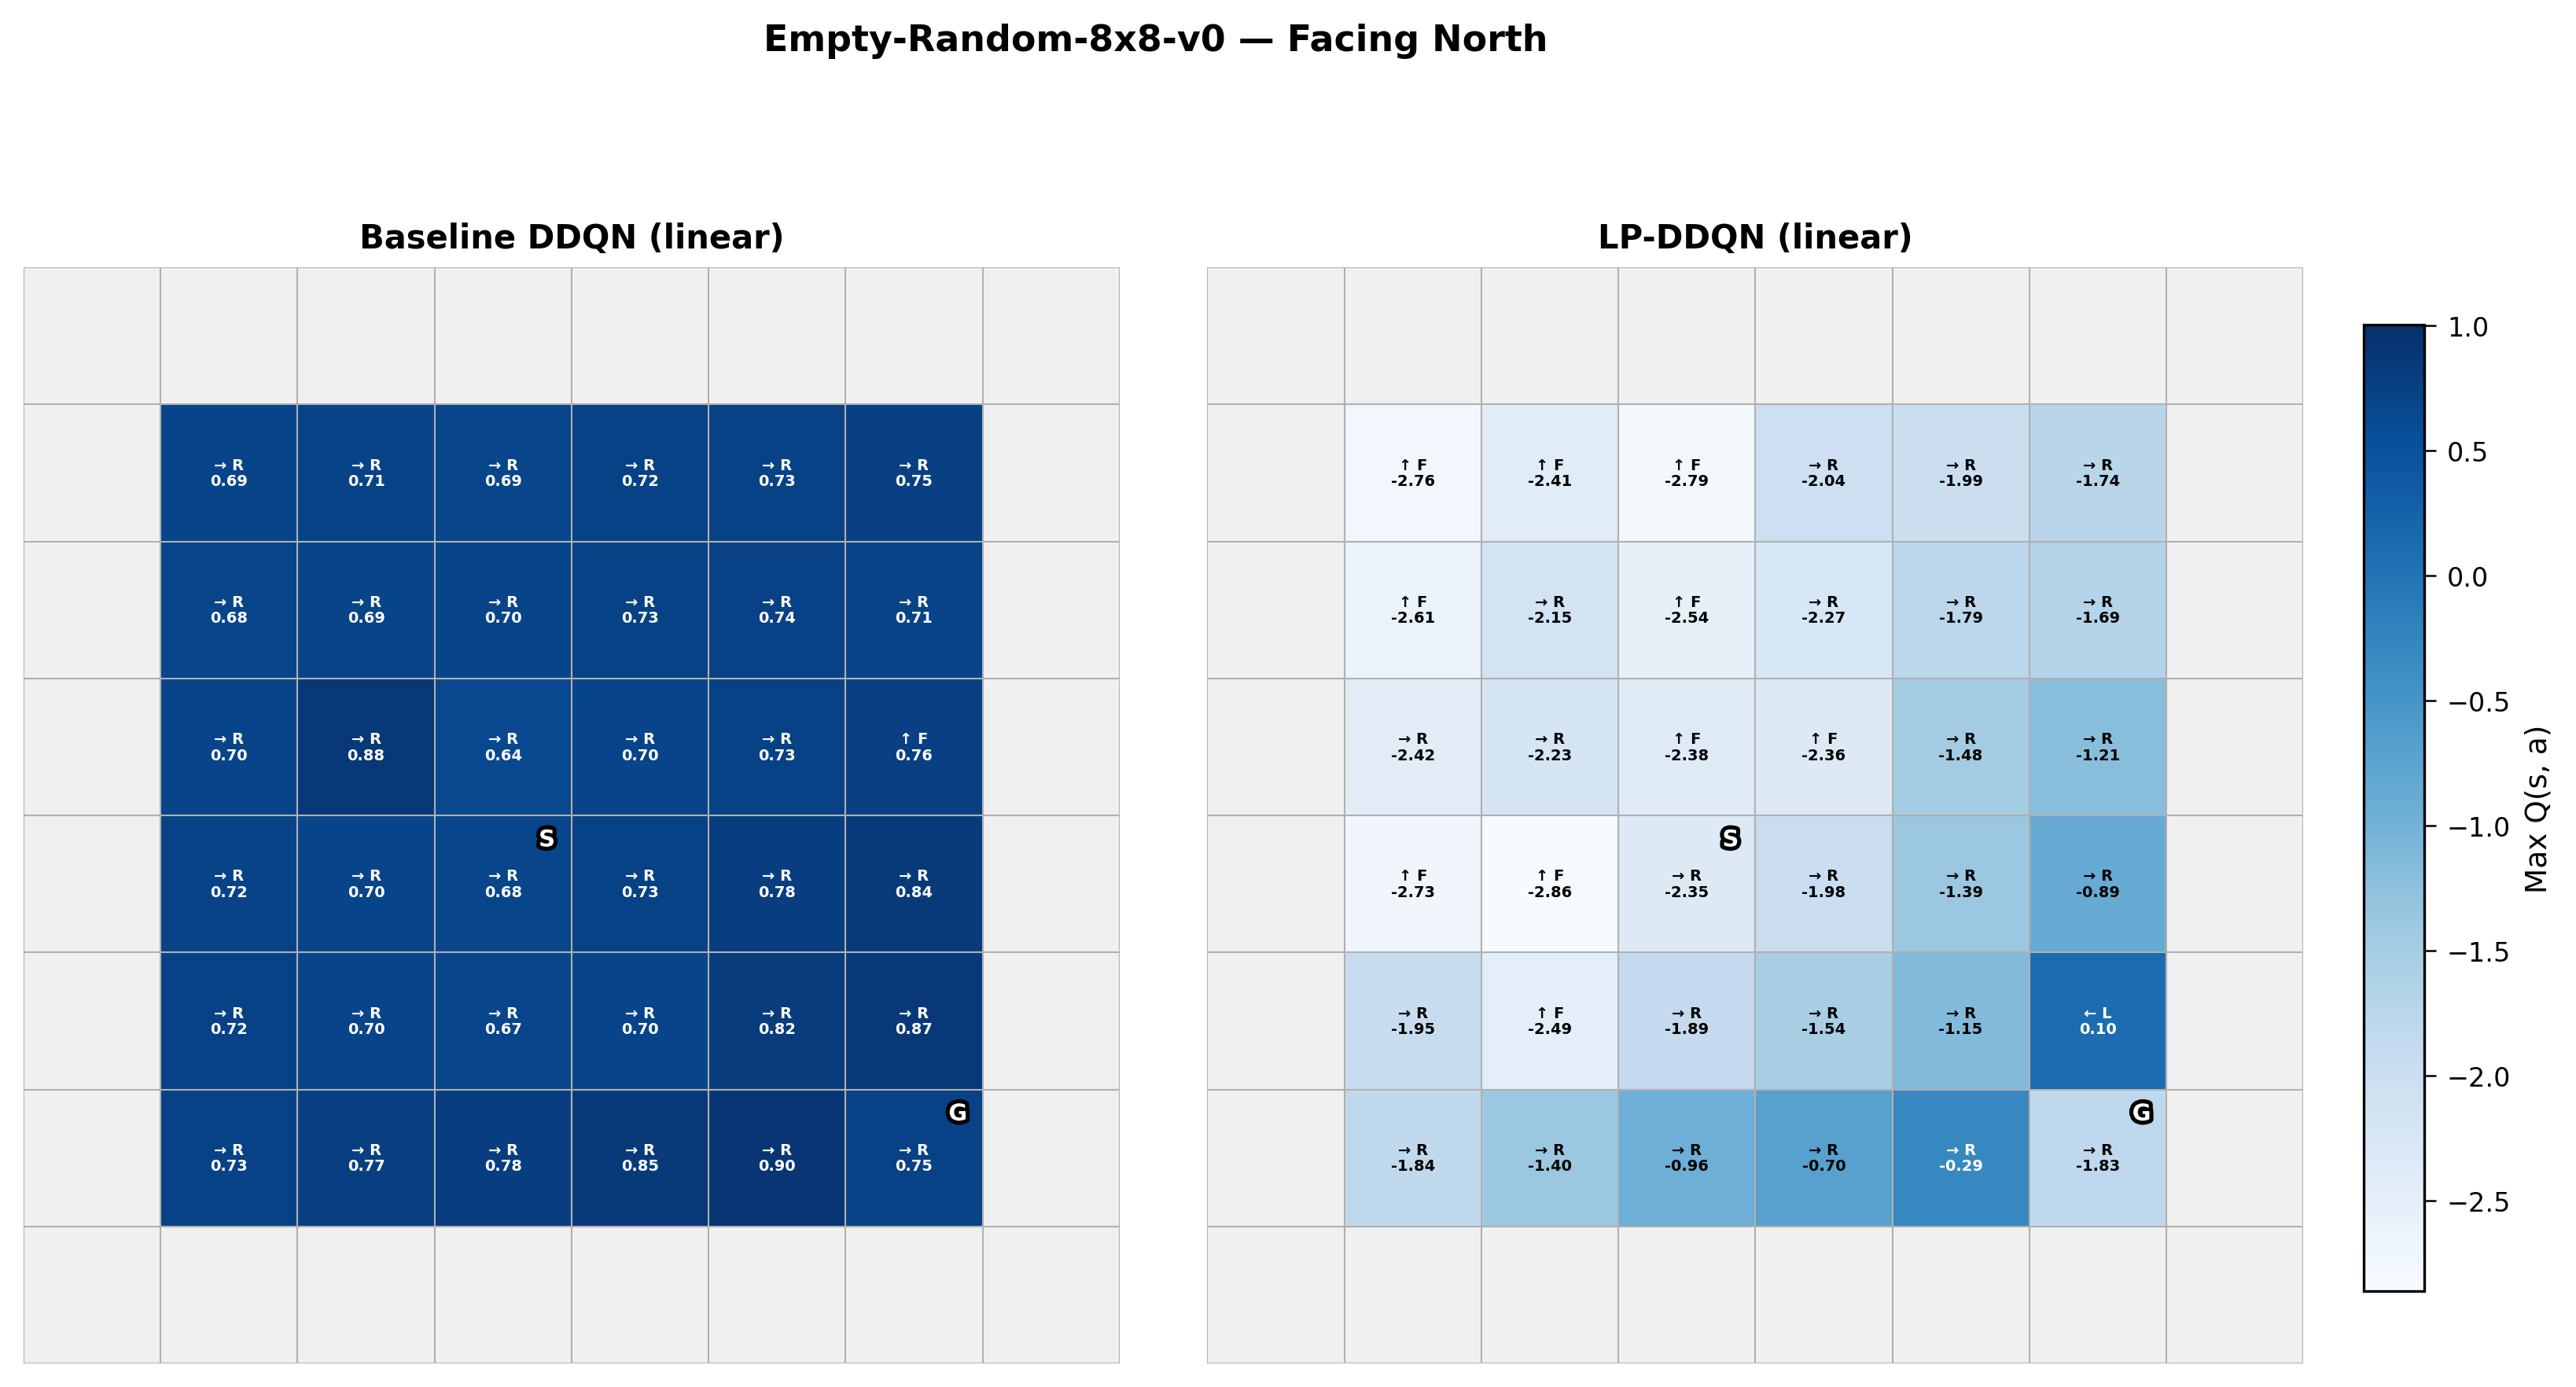 Empty-Random-8x8-v0 — Facing North
Baseline DDQN (linear)
→ R → R → R → R → R → R
0.69 0.71 0.69 0.72 0.73 0.75
→ R → R → R → R → R → R
0.68 0.69 0.70 0.73 0.74 0.71
→ R → R → R → R → R ↑ F
0.70 0.88 0.64 0.70 0.73 0.76
S
→ R → R → R → R → R → R
0.72 0.70 0.68 0.73 0.78 0.84
→ R → R → R → R → R → R
0.72 0.70 0.67 0.70 0.82 0.87
G
→ R → R → R → R → R → R
0.73 0.77 0.78 0.85 0.90 0.75
LP-DDQN (linear)
↑ F ↑ F ↑ F → R → R → R
-2.76 -2.41 -2.79 -2.04 -1.99 -1.74
↑ F → R ↑ F → R → R → R
-2.61 -2.15 -2.54 -2.27 -1.79 -1.69
→ R → R ↑ F ↑ F → R → R
-2.42 -2.23 -2.38 -2.36 -1.48 -1.21
S
↑ F ↑ F → R → R → R → R
-2.73 -2.86 -2.35 -1.98 -1.39 -0.89
→ R ↑ F → R → R → R ← L
-1.95 -2.49 -1.89 -1.54 -1.15 0.10
G
→ R → R → R → R → R → R
-1.84 -1.40 -0.96 -0.70 -0.29 -1.83
1.0
0.5
0.0
−0.5
−1.0
−1.5
−2.0
−2.5
Max Q(s, a)